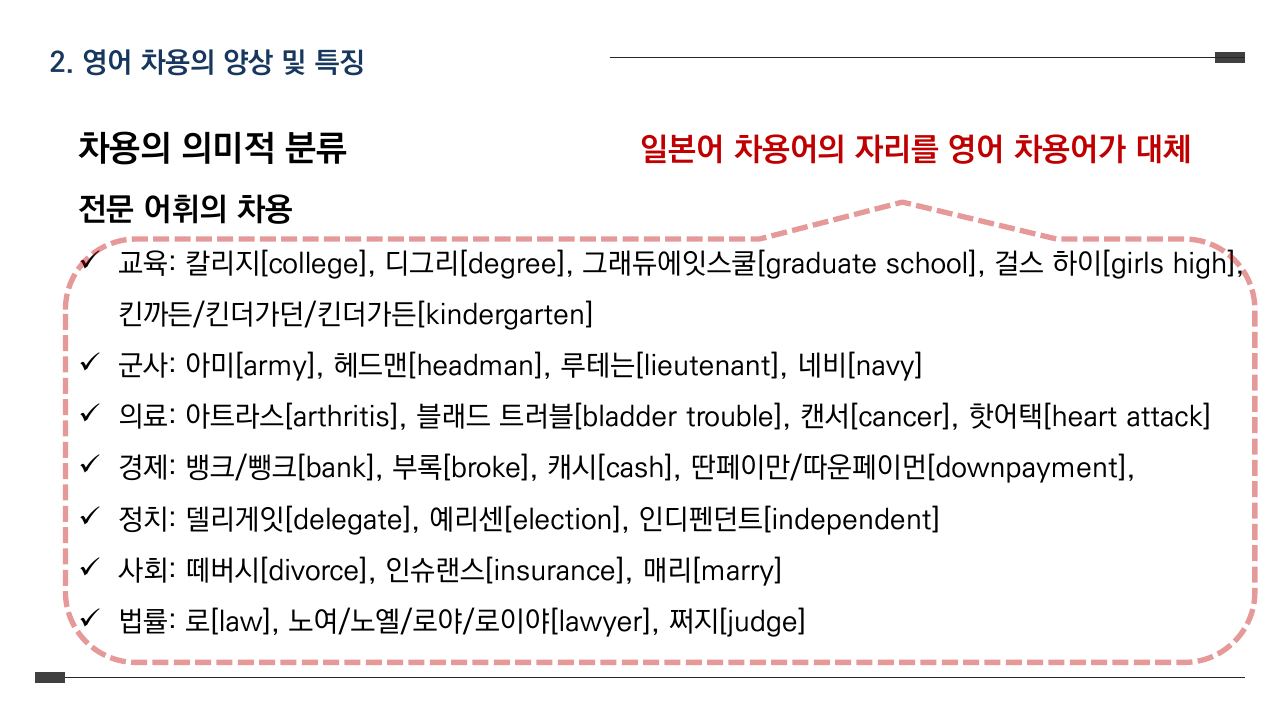 2. 영어 차용의 양상 및 특징
차용의 의미적 분류
일본어 차용어의 자리를 영어 차용어가 대체
전문 어휘의 차용
✓ 교육: 칼리지[college], 디그리[degree], 그래듀에잇스쿨[graduate school], 걸스 하이[girls high],
킨까든/킨더가던/킨더가든[kindergarten]
✓ 군사: 아미[army], 헤드맨[headman], 루테는[lieutenant], 네비[navy]
✓ 의료: 아트라스[arthritis], 블래드 트러블[bladder trouble], 캔서[cancer], 핫어택[heart attack]
✓ 경제: 뱅크/뺑크[bank], 부록[broke], 캐시[cash], 딴페이만/따운페이먼[downpayment],
✓ 정치: 델리게잇[delegate], 예리센[election], 인디펜던트[independent]
✓ 사회: 떼버시[divorce], 인슈랜스[insurance], 매리[marry]
✓ 법률: 로[law], 노여/노옐/로야/로이야[lawyer], 쩌지[judge]